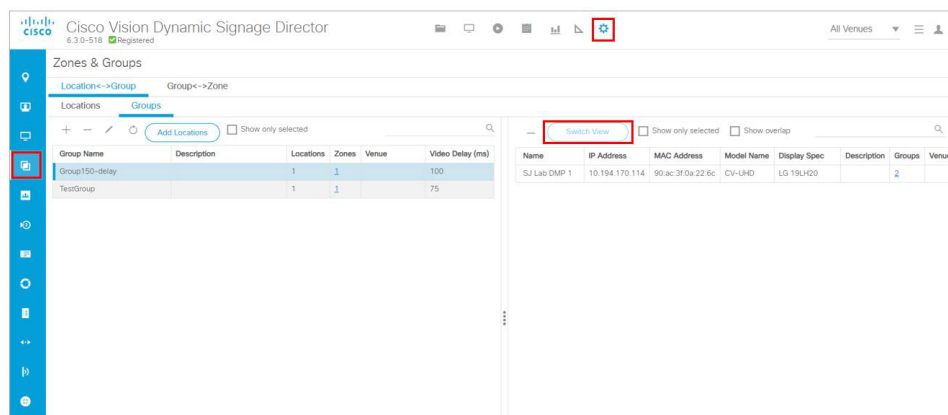 CISCO
Cisco Vision Dynamic Signage Director
6.3.0-518 Registered
All Venues
Zones & Groups
Location<->Group Group<->Zone
Locations Groups
Add Locations Show only selected
Switch View Show only selected Show overlap
Group Name Description Locations Zones Venue Video Delay (ms)
Group150-delay 1 1 100
TestGroup 1 1 75
Name IP Address MAC Address Model Name Display Spec Description Groups Venue
SJ Lab DMP 1 10.194.170.114 90:ac:3f:0a:22:6c CV-UHD LG 19LH20 2